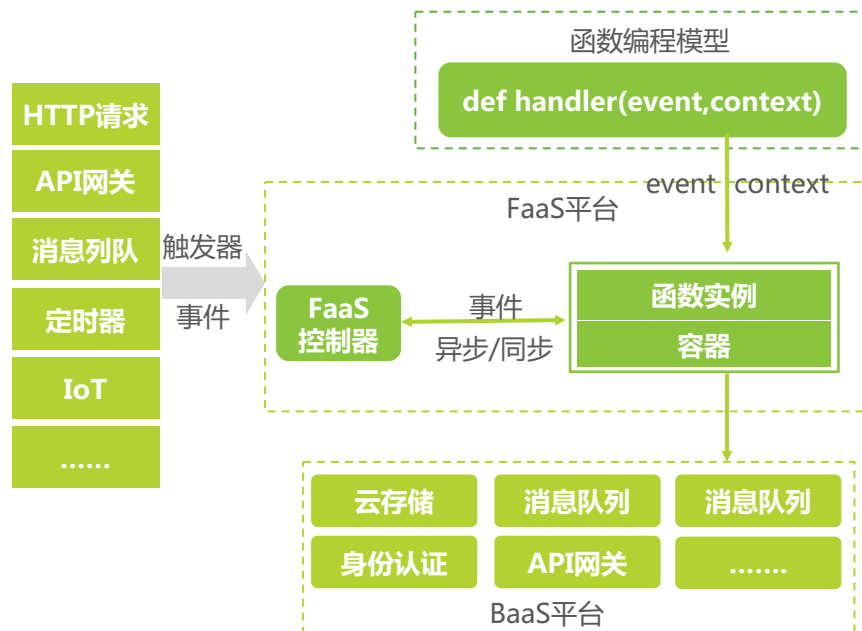 函数编程模型
def handler(event,context)
HTTP请求
API网关
消息列队
定时器
IoT
......
触发器
事件
event context
FaaS平台
FaaS
控制器
事件
异步/同步
函数实例
容器
云存储
消息队列
消息队列
身份认证
API网关
.......
BaaS平台